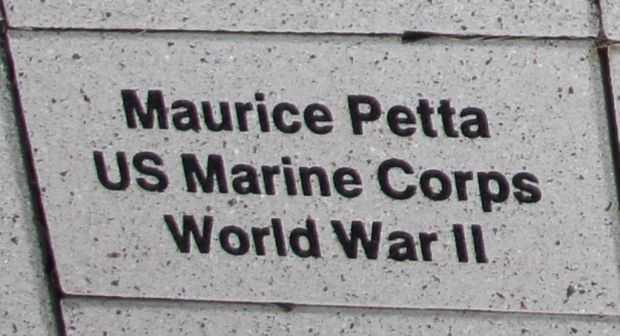 Maurice Petta
US Marine Corps
World War II